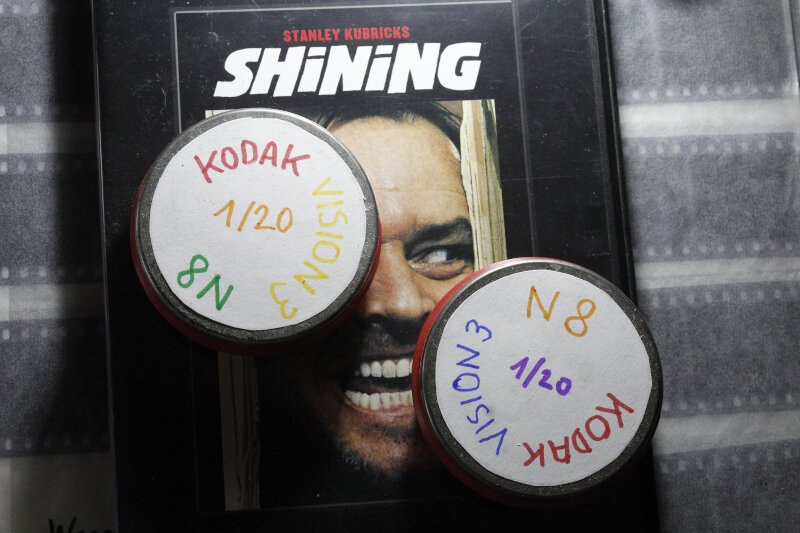 STANLEY KUBRICKS
SHiNiNG
KODAK
VISION 3
1/20
N8
N8
VISION 3
1/20
KODAK